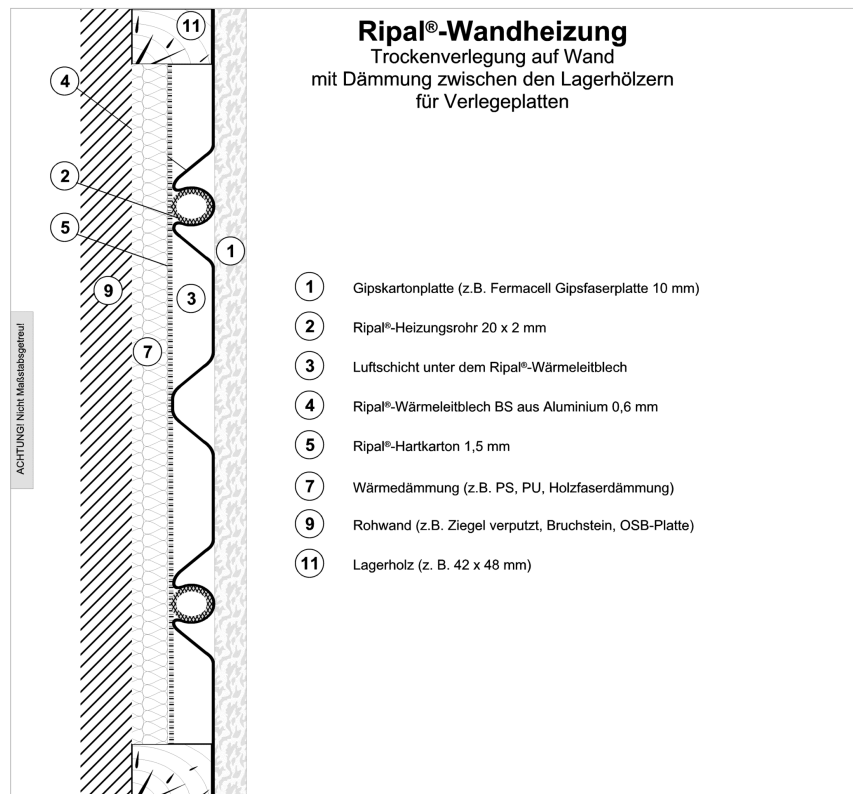 Ripal®-Wandheizung
Trockenverlegung auf Wand
mit Dämmung zwischen den Lagerhölzern
für Verlegeplatten
11
4
2
5
1
9
3
7
ACHTUNG! Nicht Maßstabsgetreu!
1 Gipskartonplatte (z.B. Fermacell Gipsfaserplatte 10 mm)
2 Ripal®-Heizungsrohr 20 x 2 mm
3 Luftschicht unter dem Ripal®-Wärmeleitblech
4 Ripal®-Wärmeleitblech BS aus Aluminium 0,6 mm
5 Ripal®-Hartkarton 1,5 mm
7 Wärmedämmung (z.B. PS, PU, Holzfaserdämmung)
9 Rohwand (z.B. Ziegel verputzt, Bruchstein, OSB-Platte)
11 Lagerholz (z. B. 42 x 48 mm)